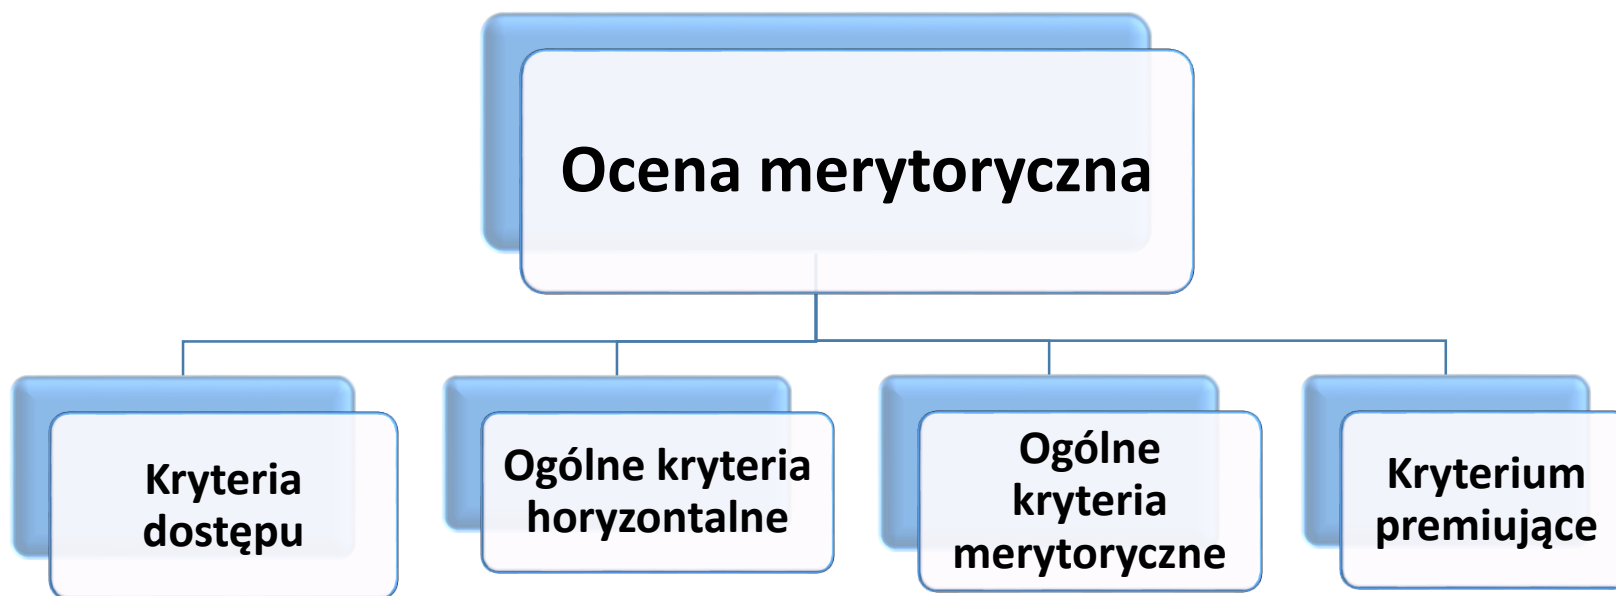 Ocena merytoryczna
Kryteria
dostępu
Ogólne kryteria
horyzontalne
Ogólne
kryteria
merytoryczne
Kryterium
premiujące